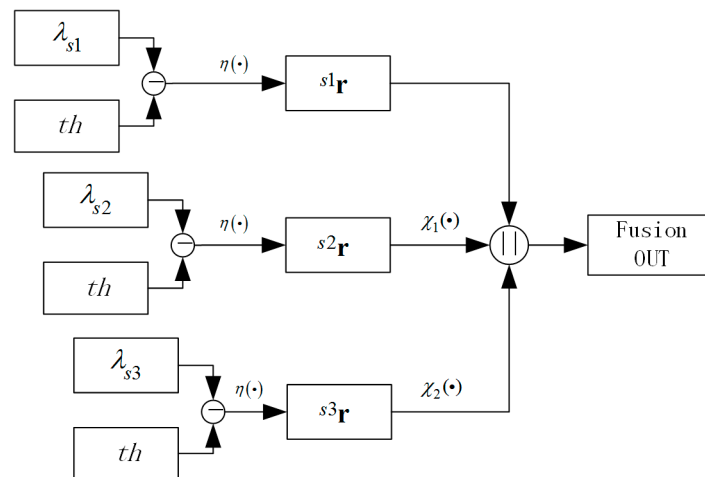 λs1
th
−
η(•)
s1r
λs2
th
−
η(•)
s2r
χ1(•)
||
Fusion
OUT
λs3
th
−
η(•)
s3r
χ2(•)